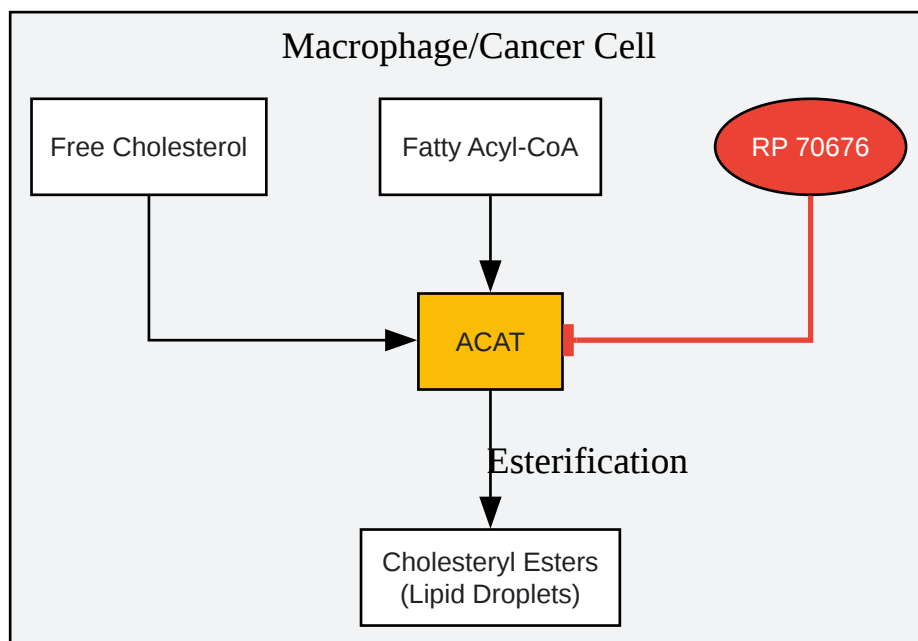 Macrophage/Cancer Cell
Free Cholesterol
Fatty Acyl-CoA
RP 70676
ACAT
Esterification
Cholesteryl Esters
(Lipid Droplets)